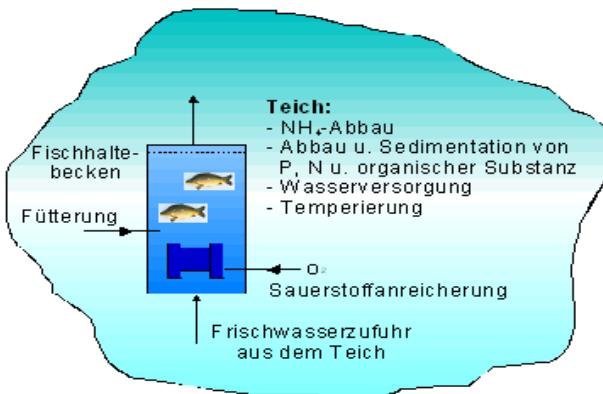 Teich:
- NH₄-Abbau
- Abbau u. Sedimentation von
P, N u. organischer Substanz
- Wasserversorgung
- Temperierung
Fischhalte-
becken
Fütterung
O₂
Sauerstoffanreicherung
Frischwasserzufuhr
aus dem Teich